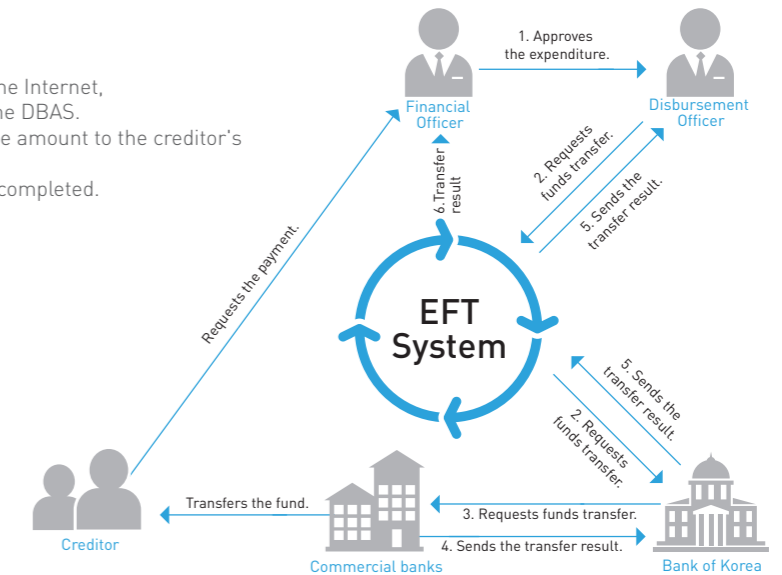 he Internet,
he DBAS.
e amount to the creditor's
completed.
1. Approves
the expenditure.
Financial
Officer
Disbursement
Officer
2. Requests
funds transfer.
5. Sends the
transfer result.
6.Transfer
result
Requests the payment.
EFT
System
5. Sends the
transfer result.
2. Requests
funds transfer.
Transfers the fund.
3. Requests funds transfer.
4. Sends the transfer result.
Creditor
Commercial banks
Bank of Korea